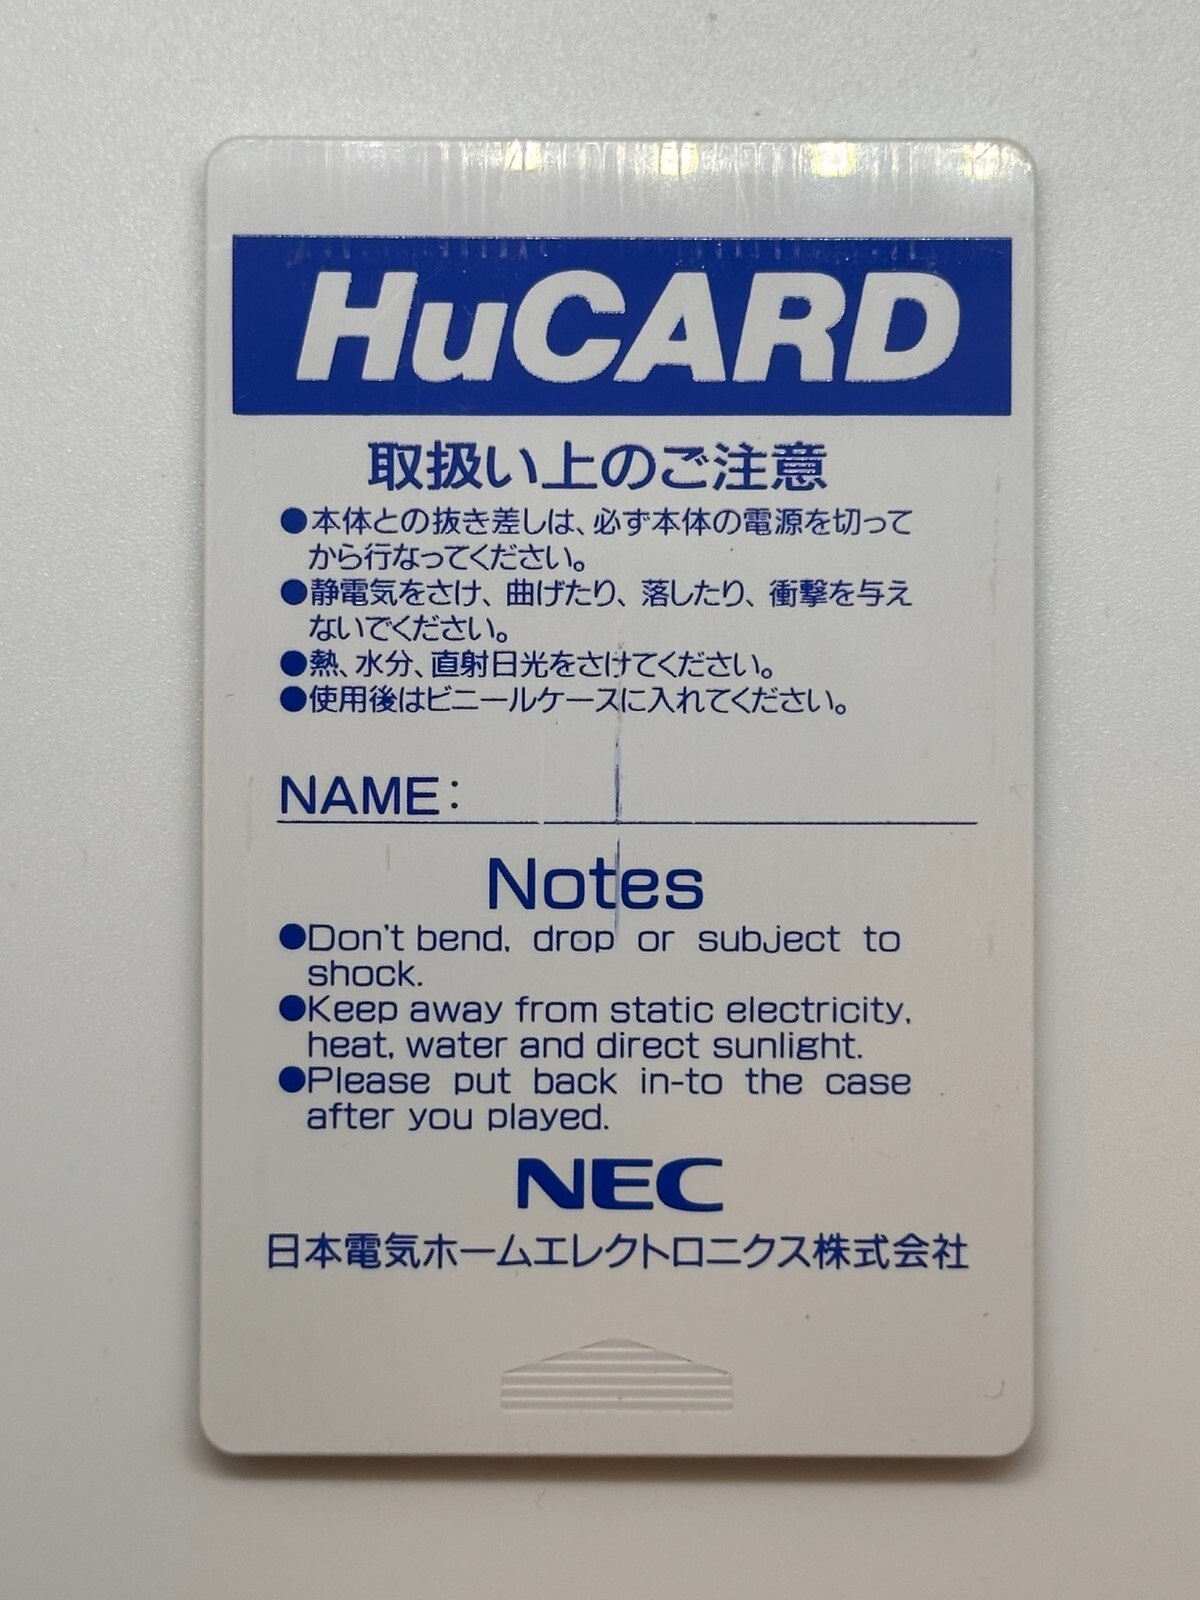 HuCARD
取扱い上のご注意
●本体との抜き差しは、必ず本体の電源を切って
から行なってください。
●静電気をさけ、曲げたり、落したり、衝撃を与え
ないでください。
●熱、水分、直射日光をさけてください。
●使用後はビニールケースに入れてください。
NAME:
Notes
●Don't bend, drop or subject to
shock.
●Keep away from static electricity,
heat, water and direct sunlight.
●Please put back in-to the case
after you played.
NEC
日本電気ホームエレクトロニクス株式会社